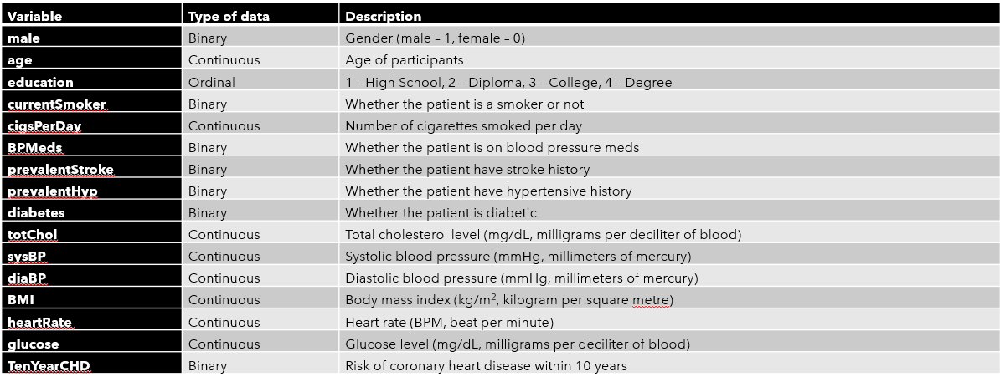 Variable Type of data Description
male Binary Gender (male – 1, female – 0)
age Continuous Age of participants
education Ordinal 1 – High School, 2 – Diploma, 3 – College, 4 – Degree
currentSmoker Binary Whether the patient is a smoker or not
cigsPerDay Continuous Number of cigarettes smoked per day
BPMeds Binary Whether the patient is on blood pressure meds
prevalentStroke Binary Whether the patient have stroke history
prevalentHyp Binary Whether the patient have hypertensive history
diabetes Binary Whether the patient is diabetic
totChol Continuous Total cholesterol level (mg/dL, milligrams per deciliter of blood)
sysBP Continuous Systolic blood pressure (mmHg, millimeters of mercury)
diaBP Continuous Diastolic blood pressure (mmHg, millimeters of mercury)
BMI Continuous Body mass index (kg/m², kilogram per square metre)
heartRate Continuous Heart rate (BPM, beat per minute)
glucose Continuous Glucose level (mg/dL, milligrams per deciliter of blood)
TenYearCHD Binary Risk of coronary heart disease within 10 years